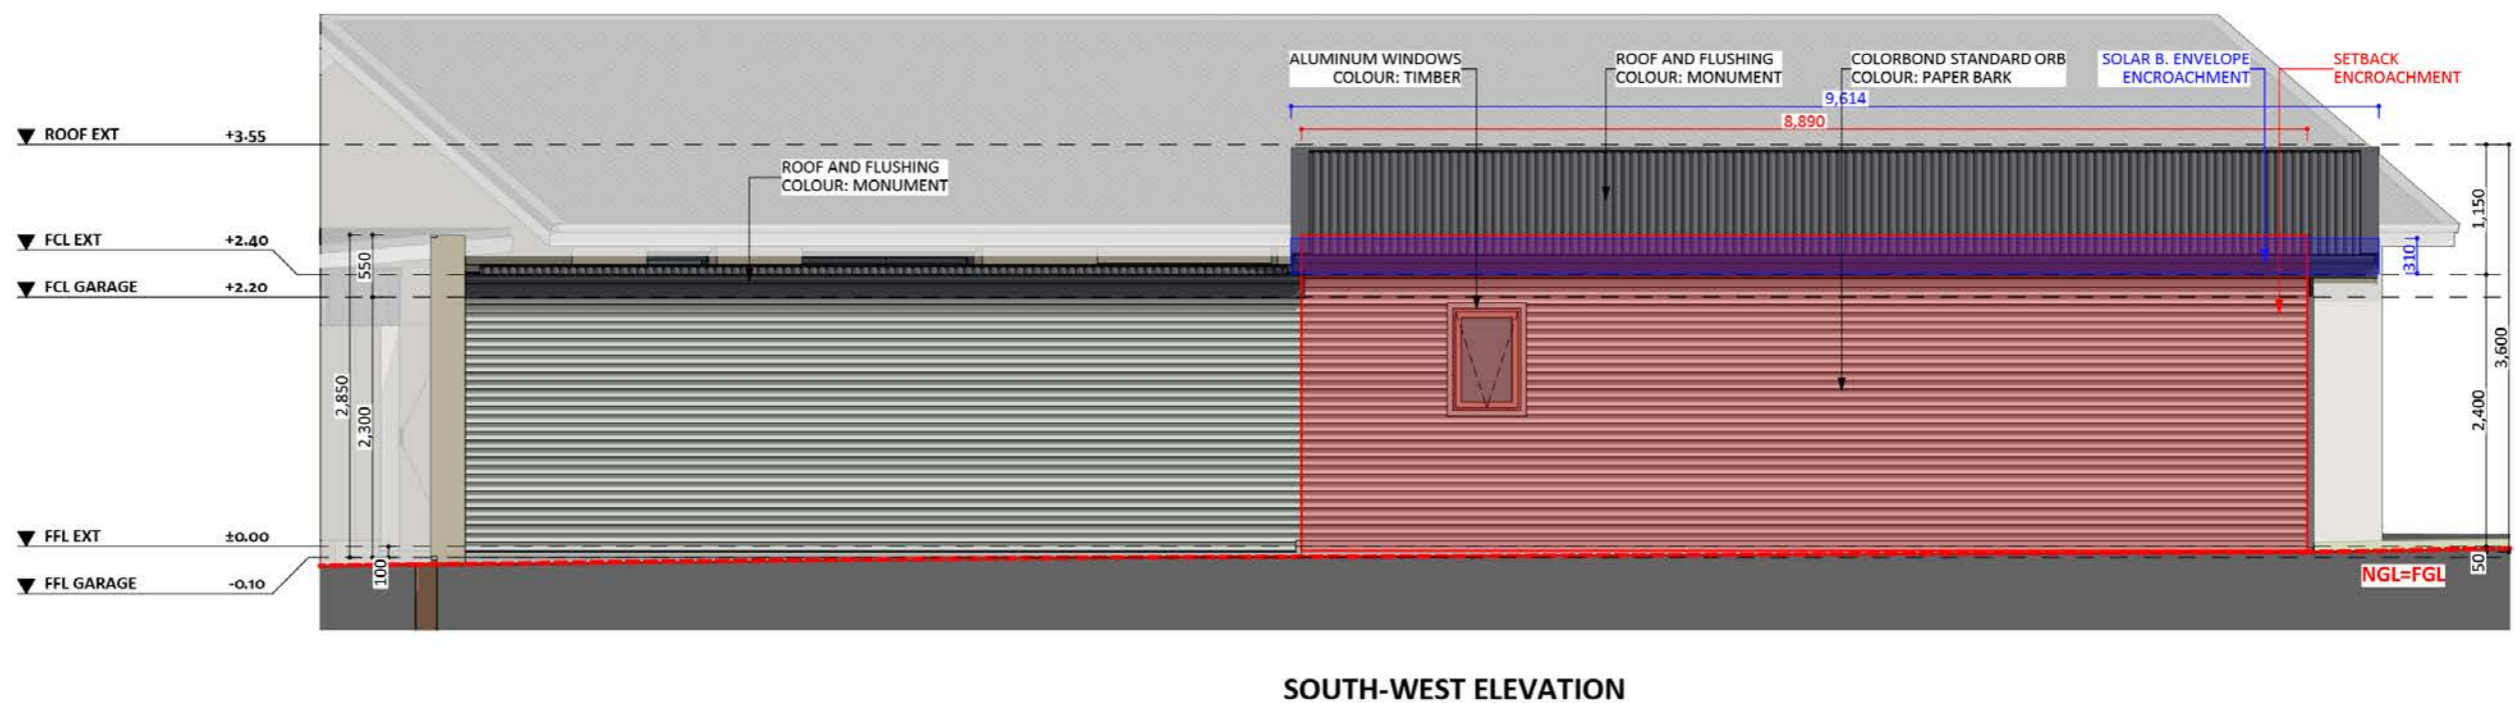 ALUMINUM WINDOWS
COLOUR: TIMBER
ROOF AND FLUSHING
COLOUR: MONUMENT
COLORBOND STANDARD ORB
COLOUR: PAPER BARK
SOLAR B. ENVELOPE
ENCROACHMENT
SETBACK
ENCROACHMENT
9,614
8,890
ROOF EXT +3.55
ROOF AND FLUSHING
COLOUR: MONUMENT
1,150
FCL EXT +2.40
550
310
FCL GARAGE +2.20
3,600
2,850
2,300
2,400
FFL EXT ±0.00
100
50
FFL GARAGE -0.10
NGL=FGL
SOUTH-WEST ELEVATION